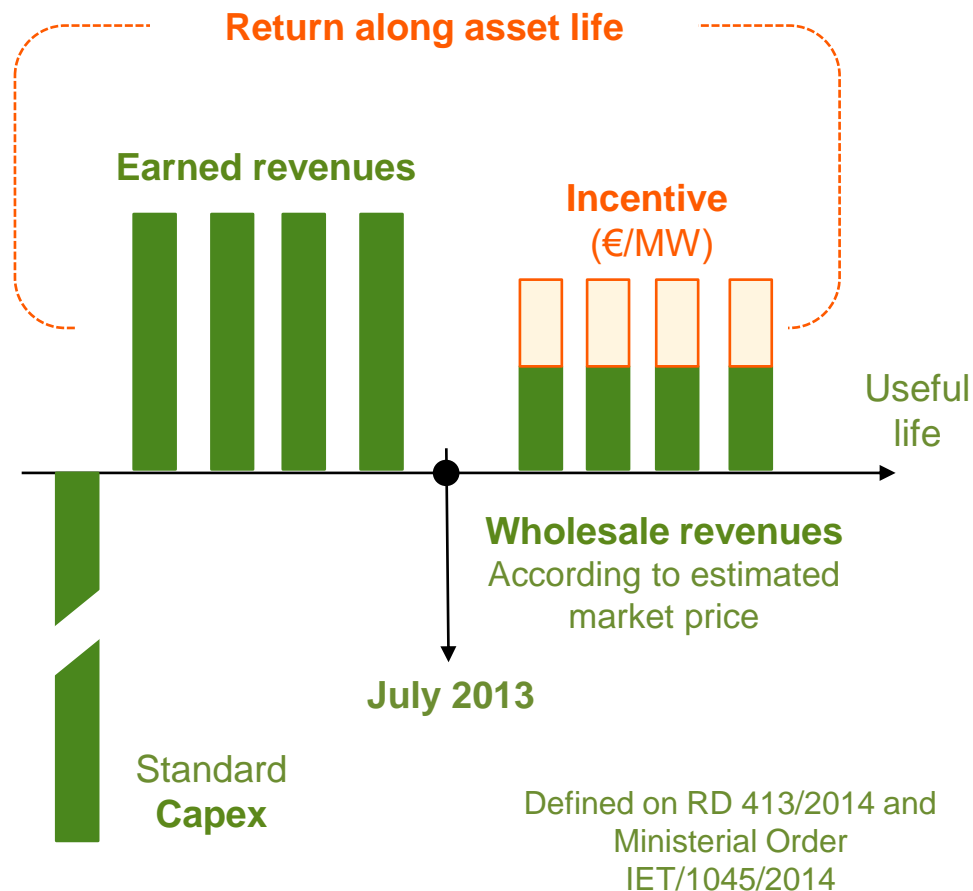 Return along asset life
Earned revenues
Incentive
(€/MW)
Useful
life
Wholesale revenues
According to estimated
market price
July 2013
Standard
Capex
Defined on RD 413/2014 and
Ministerial Order
IET/1045/2014